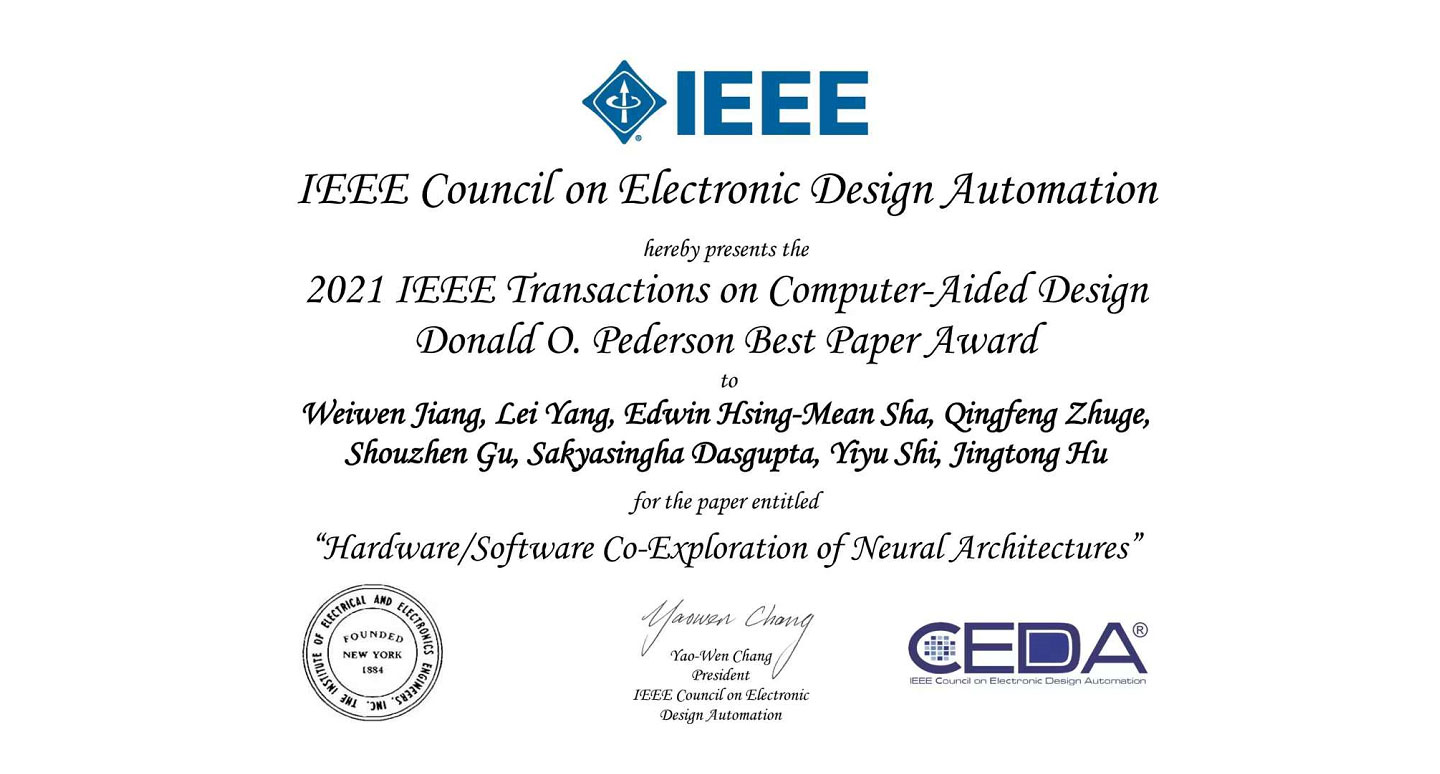 IEEE
IEEE Council on Electronic Design Automation
hereby presents the
2021 IEEE Transactions on Computer-Aided Design
Donald O. Pederson Best Paper Award
to
Weiwen Jiang, Lei Yang, Edwin Hsing-Mean Sha, Qingfeng Zhuge,
Shouzhen Gu, Sakyasingha Dasgupta, Yiyu Shi, Jingtong Hu
for the paper entitled
“Hardware/Software Co-Exploration of Neural Architectures”
THE INSTITUTE OF ELECTRICAL AND ELECTRONICS ENGINEERS, INC.
FOUNDED
NEW YORK
1884
Yaowen Chang
Yao-Wen Chang
President
IEEE Council on Electronic
Design Automation
CEDA®
IEEE Council on Electronic Design Automation